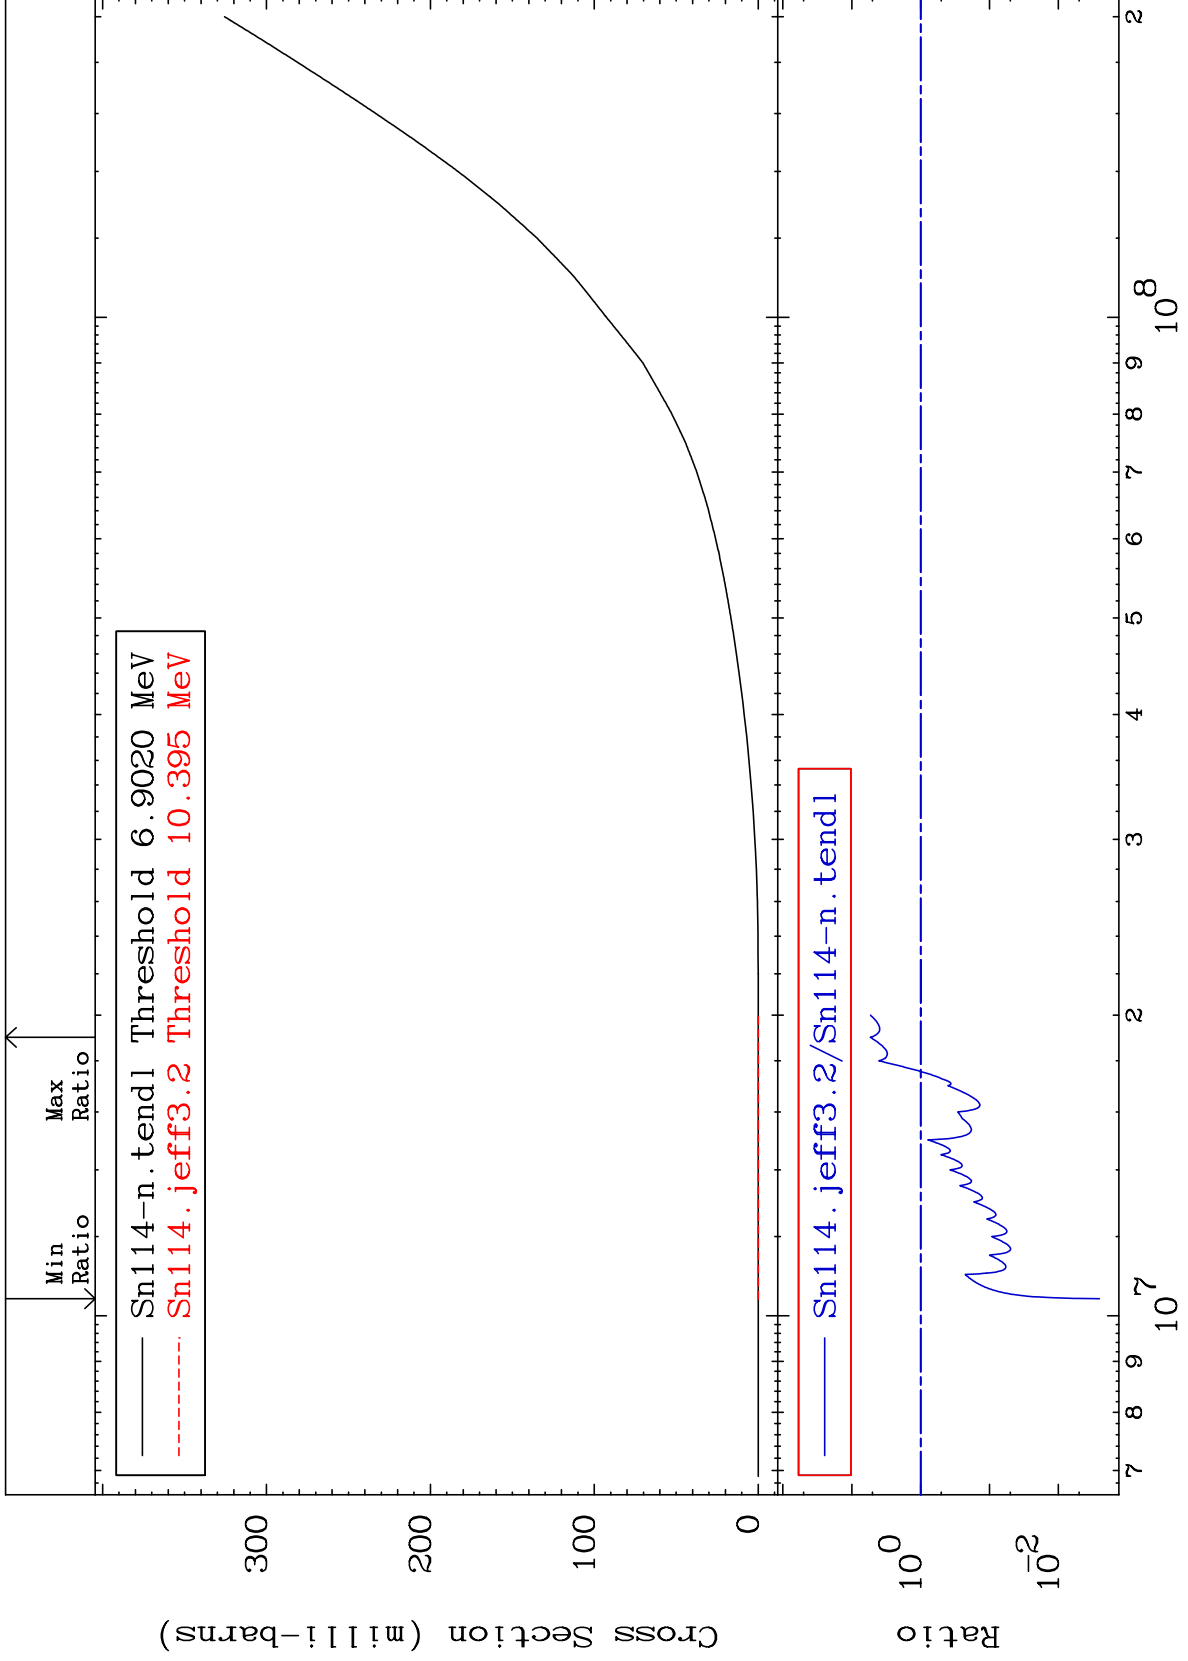 Min
Ratio
Max
Ratio
Sn114-n.tendl Threshold 6.9020 MeV
Sn114.jeff3.2 Threshold 10.395 MeV
300
200
100
0
Cross Section (milli-barns)
Sn114.jeff3.2/Sn114-n.tendl
10 0
10 -2
Ratio
7 8 9 10 7 2 3 4 5 6 7 8 9 10 8 2